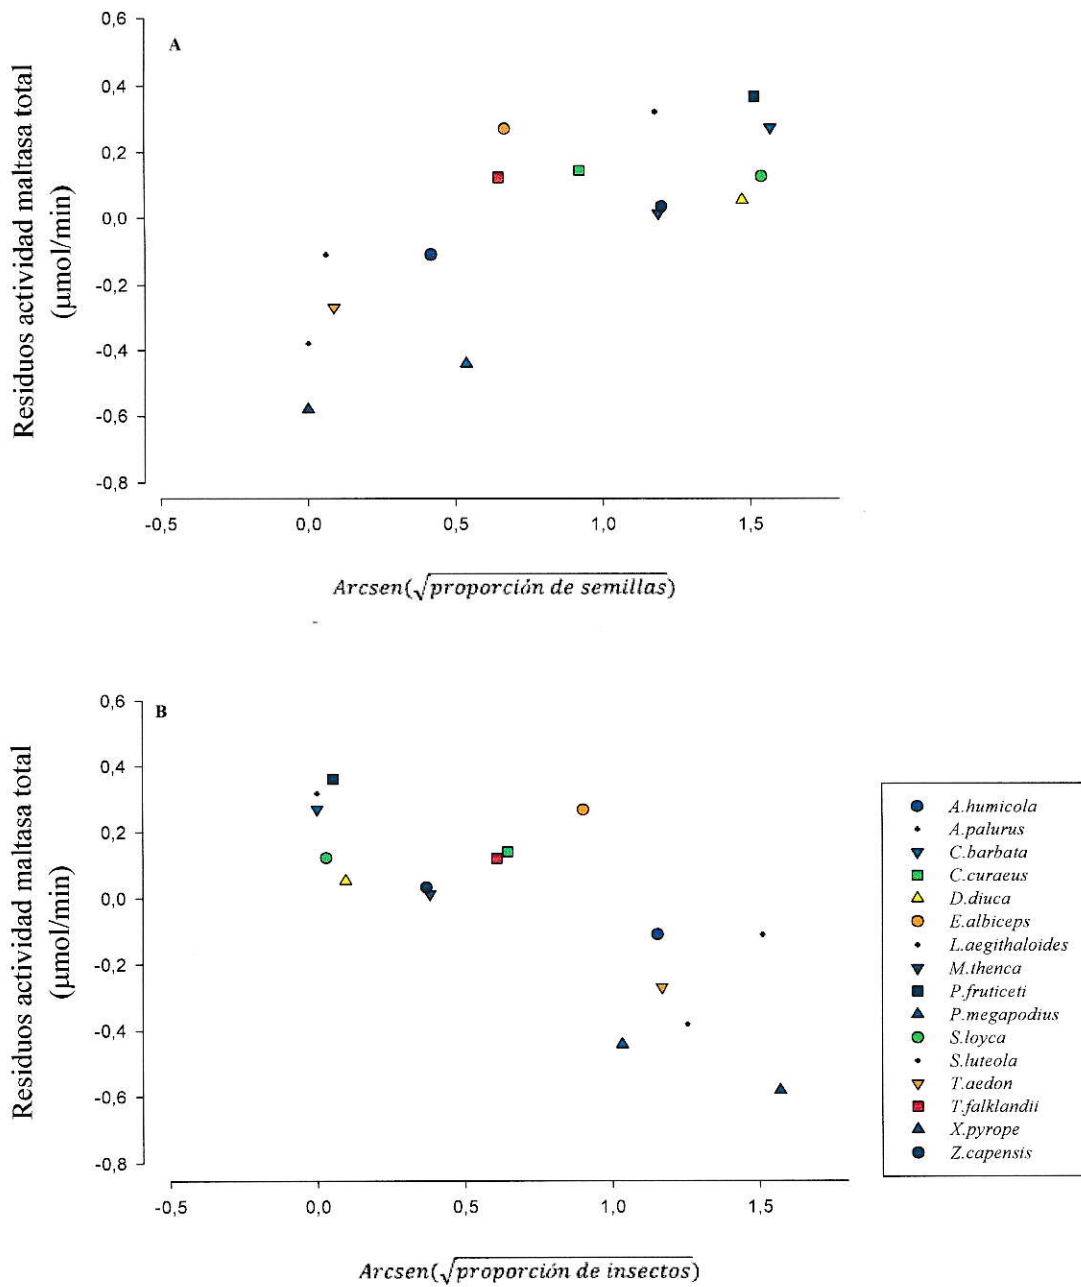 A
Residuos actividad maltasa total
(µmol/min)
0,6
0,4
0,2
0,0
-0,2
-0,4
-0,6
-0,8
-0,5 0,0 0,5 1,0 1,5
Arcsen(√proporción de semillas)
B
Residuos actividad maltasa total
(µmol/min)
0,6
0,4
0,2
0,0
-0,2
-0,4
-0,6
-0,8
-0,5 0,0 0,5 1,0 1,5
Arcsen(√proporción de insectos)
A.humicola
A.palurus
C.barbata
C.curaeus
D.diuca
E.albiceps
L.aegithaloides
M.thenca
P.fruticeti
P.megapodius
S.loyca
S.luteola
T.aedon
T.falklandii
X.pyrope
Z.capensis